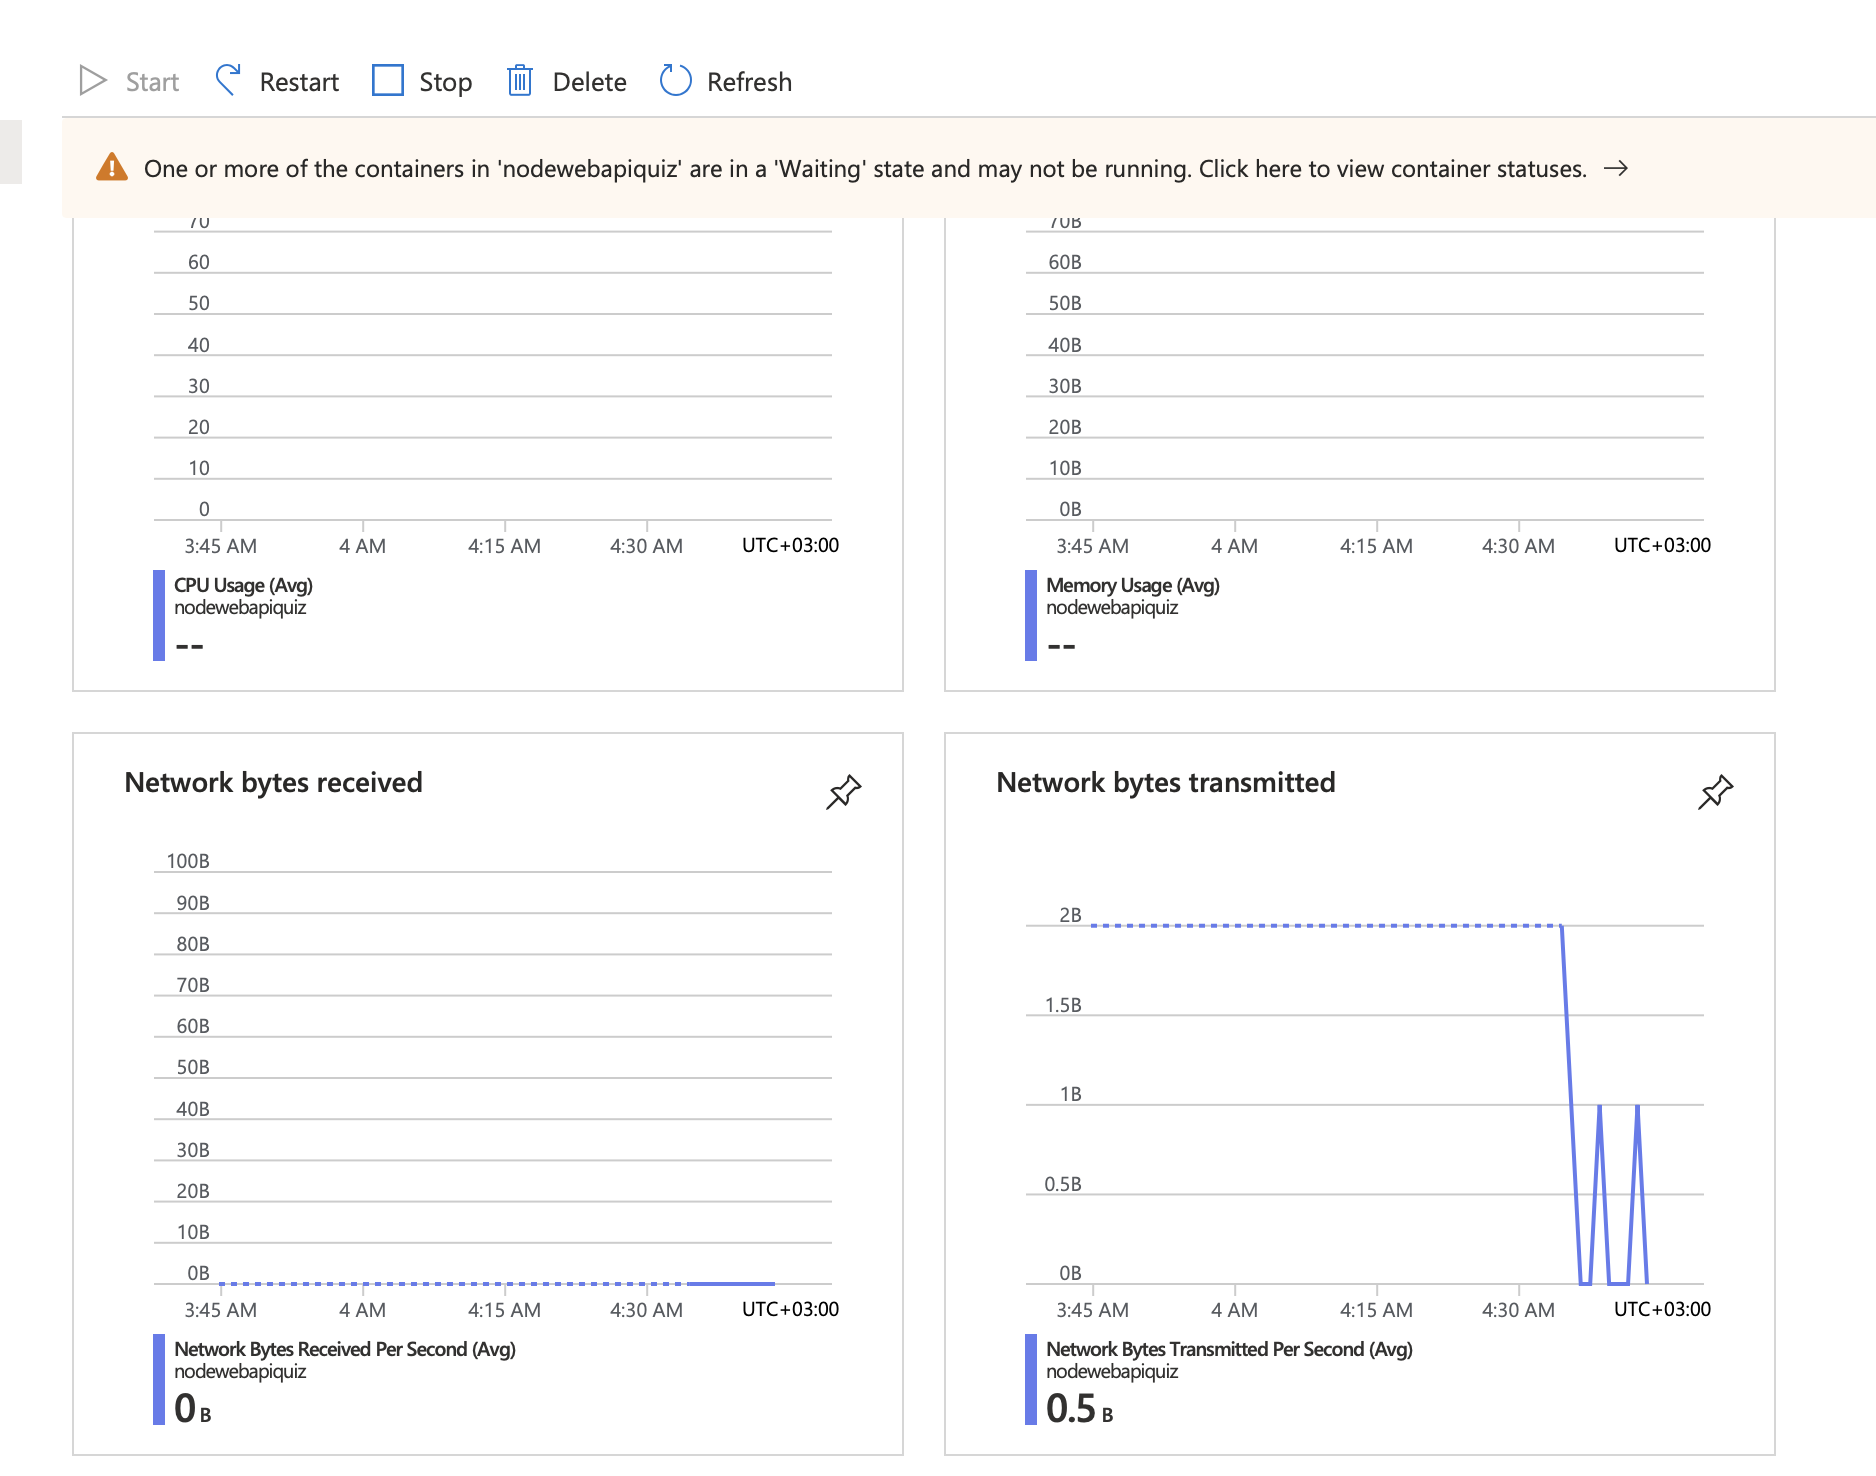 Start Restart Stop Delete Refresh
One or more of the containers in 'nodewebapiquiz' are in a 'Waiting' state and may not be running. Click here to view container statuses. →
70
60
50
40
30
20
10
0
3:45 AM 4 AM 4:15 AM 4:30 AM UTC+03:00
CPU Usage (Avg)
nodewebapiquiz
--
70B
60B
50B
40B
30B
20B
10B
0B
3:45 AM 4 AM 4:15 AM 4:30 AM UTC+03:00
Memory Usage (Avg)
nodewebapiquiz
--
Network bytes received
100B
90B
80B
70B
60B
50B
40B
30B
20B
10B
0B
3:45 AM 4 AM 4:15 AM 4:30 AM UTC+03:00
Network Bytes Received Per Second (Avg)
nodewebapiquiz
0 B
Network bytes transmitted
2B
1.5B
1B
0.5B
0B
3:45 AM 4 AM 4:15 AM 4:30 AM UTC+03:00
Network Bytes Transmitted Per Second (Avg)
nodewebapiquiz
0.5 B